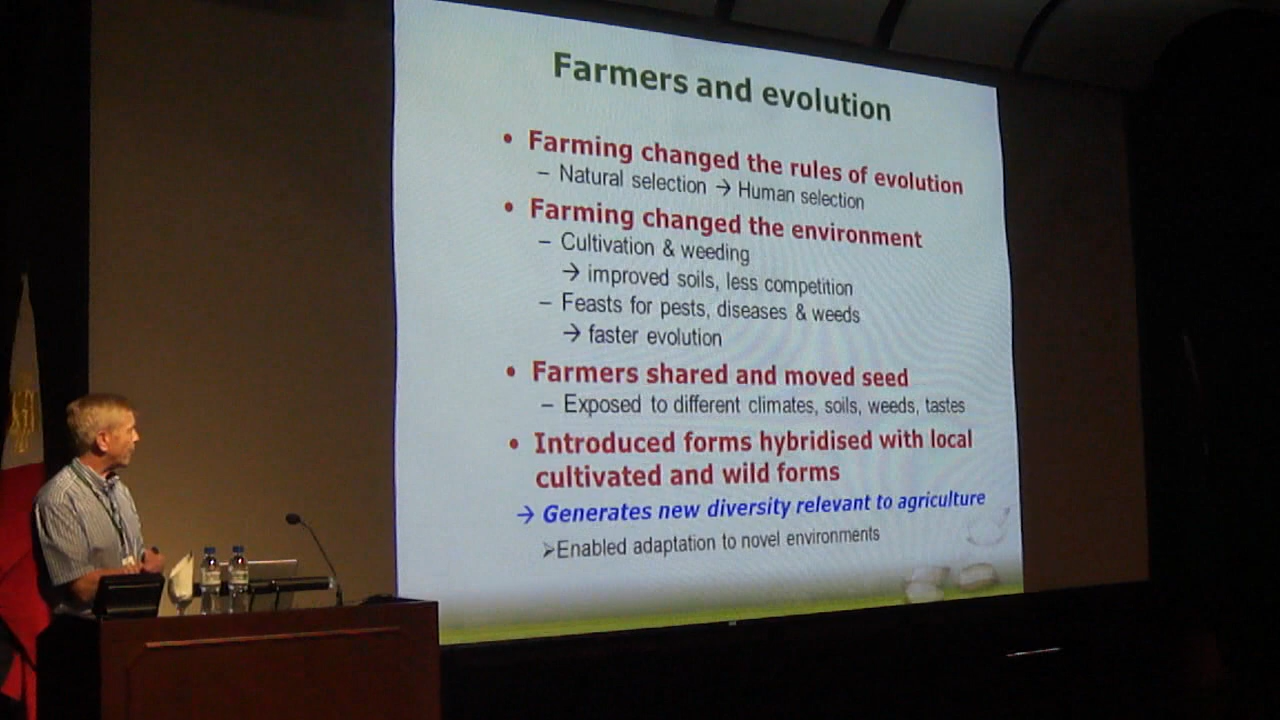 Farmers and evolution
• Farming changed the rules of evolution
– Natural selection → Human selection
• Farming changed the environment
– Cultivation & weeding
→ improved soils, less competition
– Feasts for pests, diseases & weeds
→ faster evolution
• Farmers shared and moved seed
– Exposed to different climates, soils, weeds, tastes
• Introduced forms hybridised with local
cultivated and wild forms
→ Generates new diversity relevant to agriculture
➢Enabled adaptation to novel environments